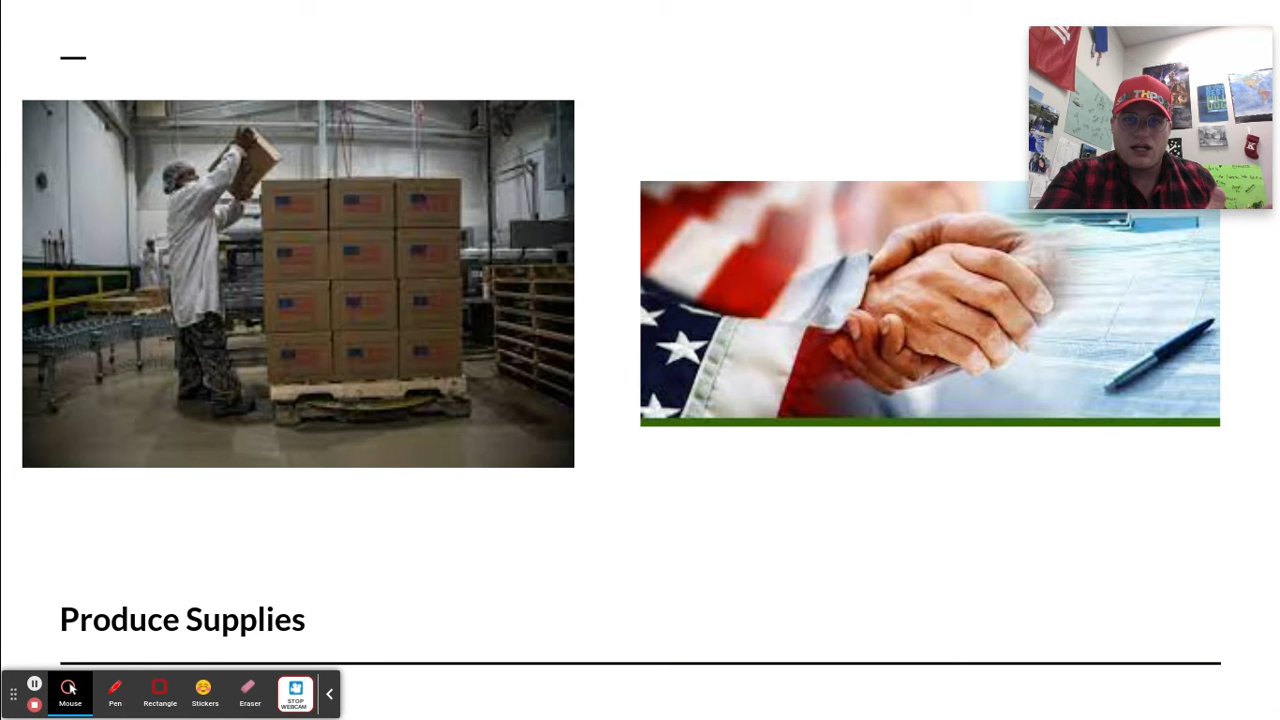 Produce Supplies
Mouse
Pen
Rectangle
Stickers
Eraser
STOP
WEBCAM